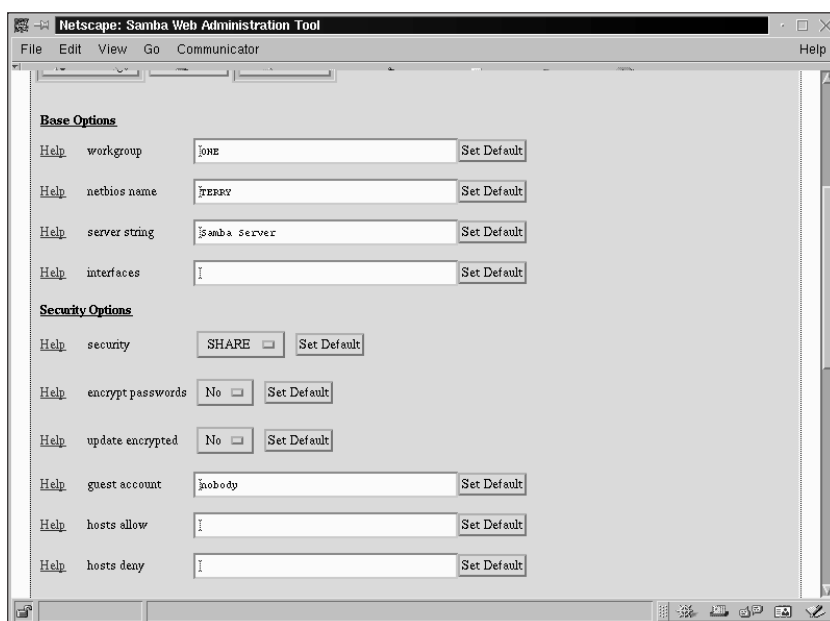 Netscape: Samba Web Administration Tool
File Edit View Go Communicator Help
Base Options
Help workgroup ONE Set Default
Help netbios name TERRY Set Default
Help server string Samba Server Set Default
Help interfaces Set Default
Security Options
Help security SHARE Set Default
Help encrypt passwords No Set Default
Help update encrypted No Set Default
Help guest account nobody Set Default
Help hosts allow Set Default
Help hosts deny Set Default